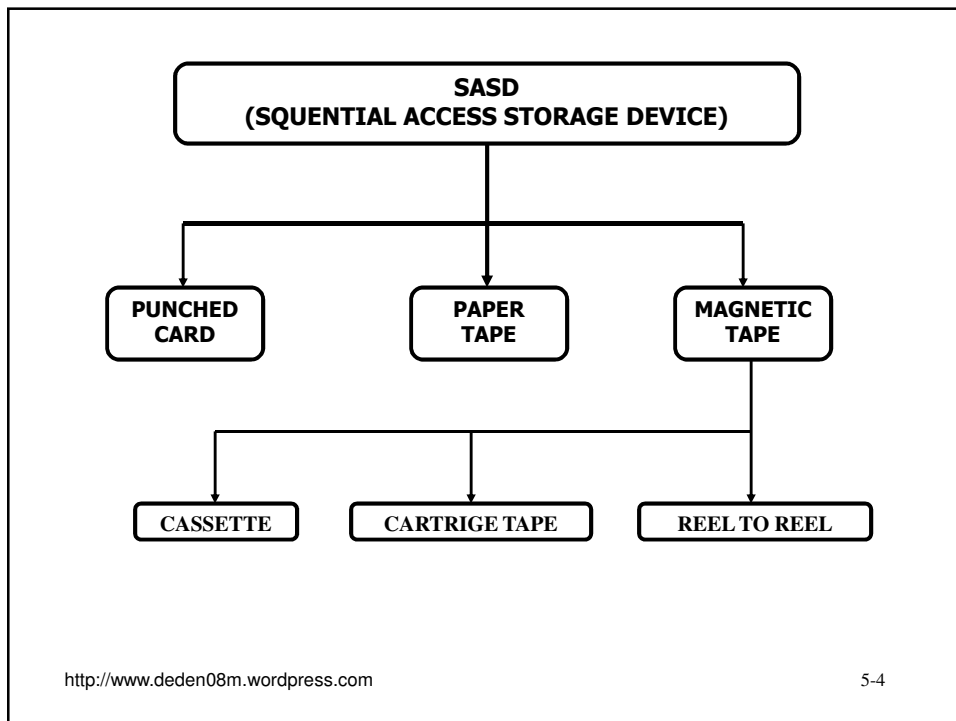 SASD
(SQUENTIAL ACCESS STORAGE DEVICE)
PUNCHED
CARD
PAPER
TAPE
MAGNETIC
TAPE
CASSETTE
CARTRIGE TAPE
REEL TO REEL
http://www.deden08m.wordpress.com
5-4